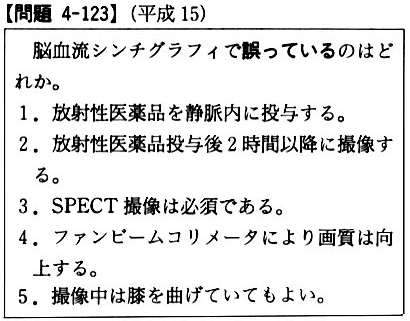 【問題 4-123】(平成 15)
脳血流シンチグラフィで誤っているのはど
れか。
1．放射性医薬品を静脈内に投与する。
2．放射性医薬品投与後2時間以降に撮像す
る。
3．SPECT 撮像は必須である。
4．ファンビームコリメータにより画質は向
上する。
5．撮像中は膝を曲げていてもよい。